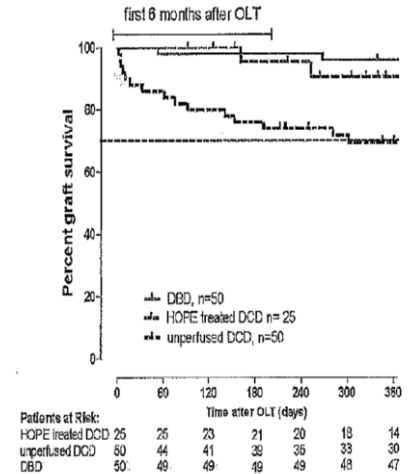 first 6 months after OLT
100
80
60
40
20
0
Percent graft survival
DBD, n=50
HOPE treated DCD n= 25
unperfused DCD, n=50
0 60 120 180 240 300 360
Time after OLT (days)
Patients at Risk:
HOPE treated DCD 25 25 23 21 20 18 14
unperfused DCD 50 44 41 39 35 33 30
DBD 50 49 49 49 49 48 47